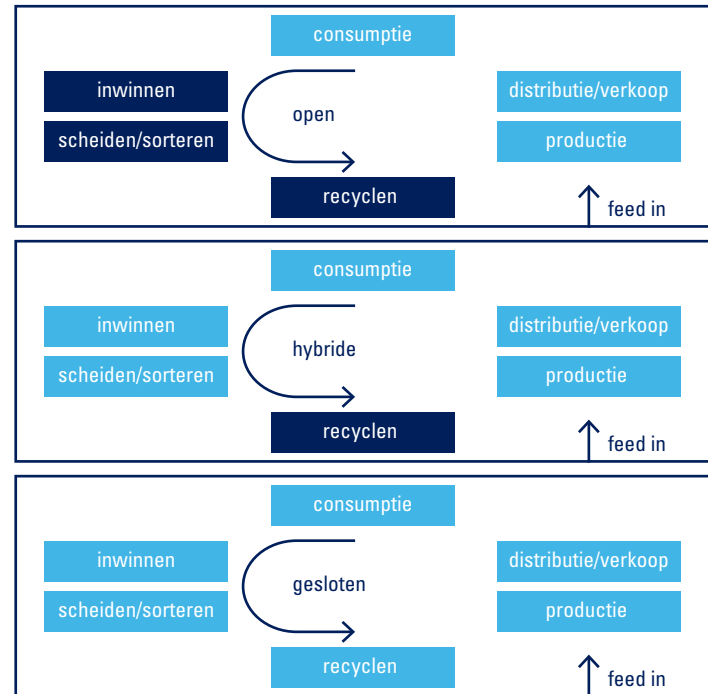 consumptie
inwinnen
distributie/verkoop
open
scheiden/sorteren
productie
recyclen
feed in
consumptie
inwinnen
distributie/verkoop
hybride
scheiden/sorteren
productie
recyclen
feed in
consumptie
inwinnen
distributie/verkoop
gesloten
scheiden/sorteren
productie
recyclen
feed in